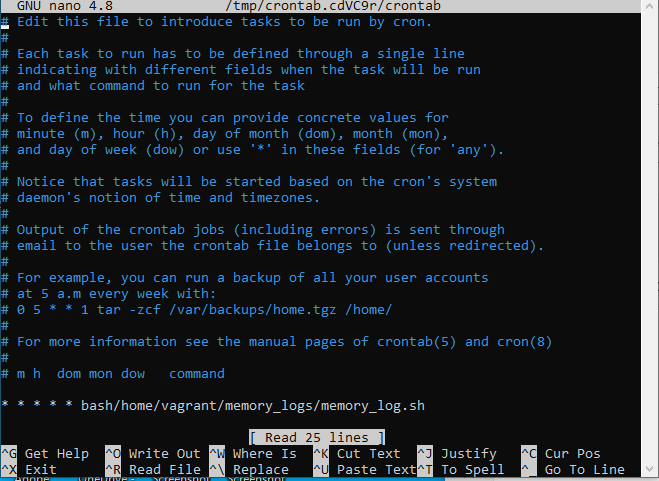 GNU nano 4.8 /tmp/crontab.cdVC9r/crontab
# Edit this file to introduce tasks to be run by cron.
#
# Each task to run has to be defined through a single line
# indicating with different fields when the task will be run
# and what command to run for the task
#
# To define the time you can provide concrete values for
# minute (m), hour (h), day of month (dom), month (mon),
# and day of week (dow) or use '*' in these fields (for 'any').
#
# Notice that tasks will be started based on the cron's system
# daemon's notion of time and timezones.
#
# Output of the crontab jobs (including errors) is sent through
# email to the user the crontab file belongs to (unless redirected).
#
# For example, you can run a backup of all your user accounts
# at 5 a.m every week with:
# 0 5 * * 1 tar -zcf /var/backups/home.tgz /home/
#
# For more information see the manual pages of crontab(5) and cron(8)
#
# m h  dom mon dow   command
* * * * * bash/home/vagrant/memory_logs/memory_log.sh
[ Read 25 lines ]
^G Get Help ^O Write Out ^W Where Is ^K Cut Text ^J Justify ^C Cur Pos
^X Exit ^R Read File ^\ Replace ^U Paste Text ^T To Spell ^_ Go To Line